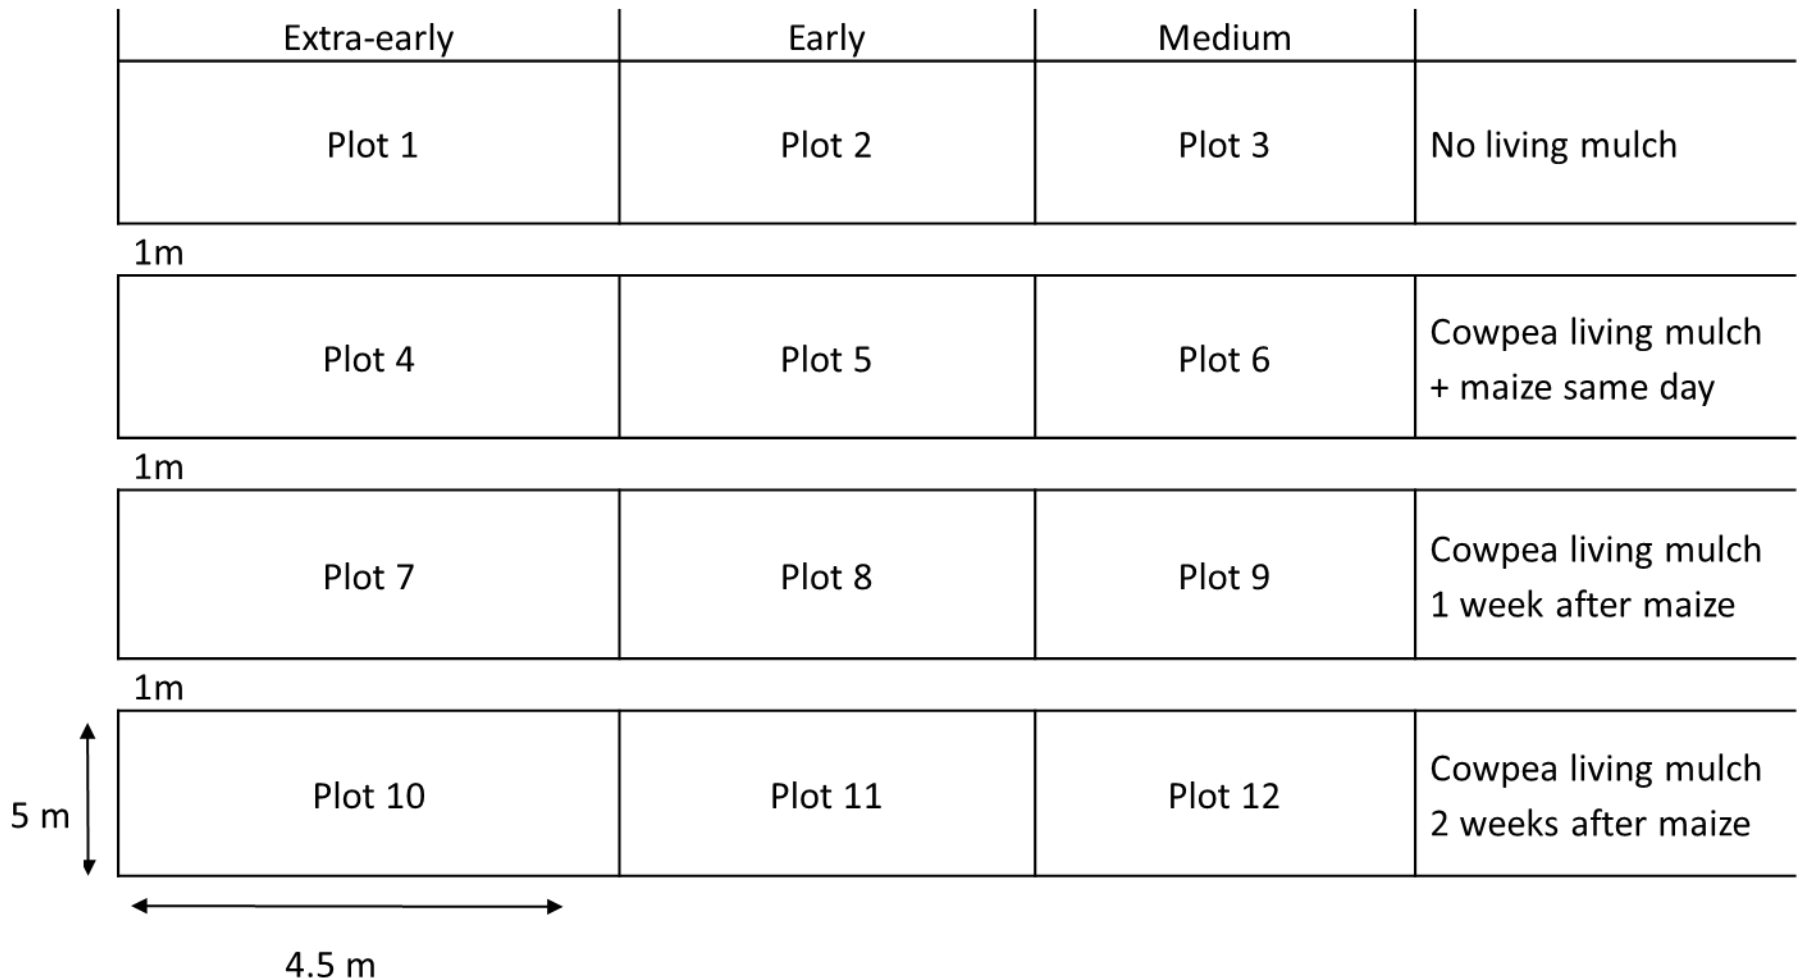 Extra-early
Early
Medium
Plot 1
Plot 2
Plot 3
No living mulch
1m
Plot 4
Plot 5
Plot 6
Cowpea living mulch
+ maize same day
1m
Plot 7
Plot 8
Plot 9
Cowpea living mulch
1 week after maize
1m
5 m
Plot 10
Plot 11
Plot 12
Cowpea living mulch
2 weeks after maize
4.5 m